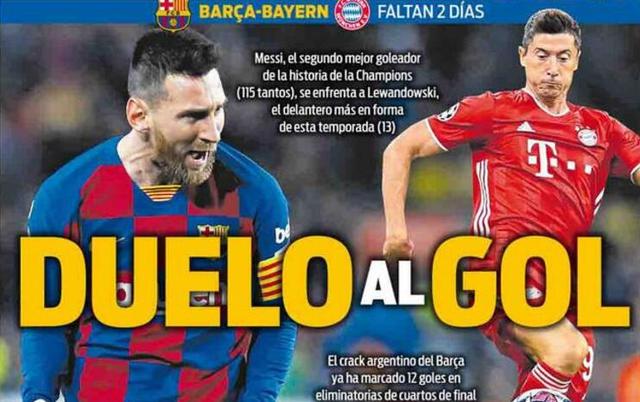 BARÇA-BAYERN FALTAN 2 DÍAS
Messi, el segundo mejor goleador
de la historia de la Champions
(115 tantos), se enfrenta a Lewandowski,
el delantero más en forma
de esta temporada (13)
DUELO AL GOL
El crack argentino del Barça
ya ha marcado 12 goles en
eliminatorias de cuartos de final